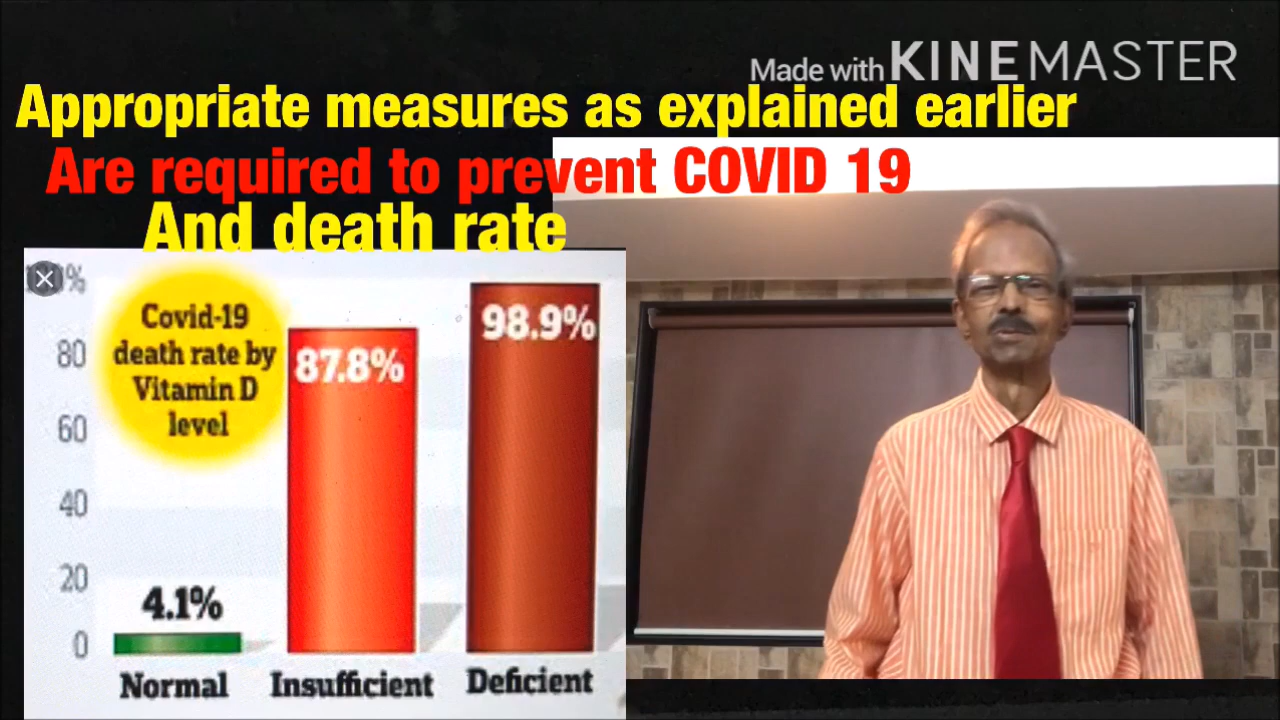 Made with KINEMASTER
Appropriate measures as explained earlier
Are required to prevent COVID 19
And death rate
Covid-19
death rate by
Vitamin D
level
80
60
40
20
0
4.1%
87.8%
98.9%
Normal
Insufficient
Deficient